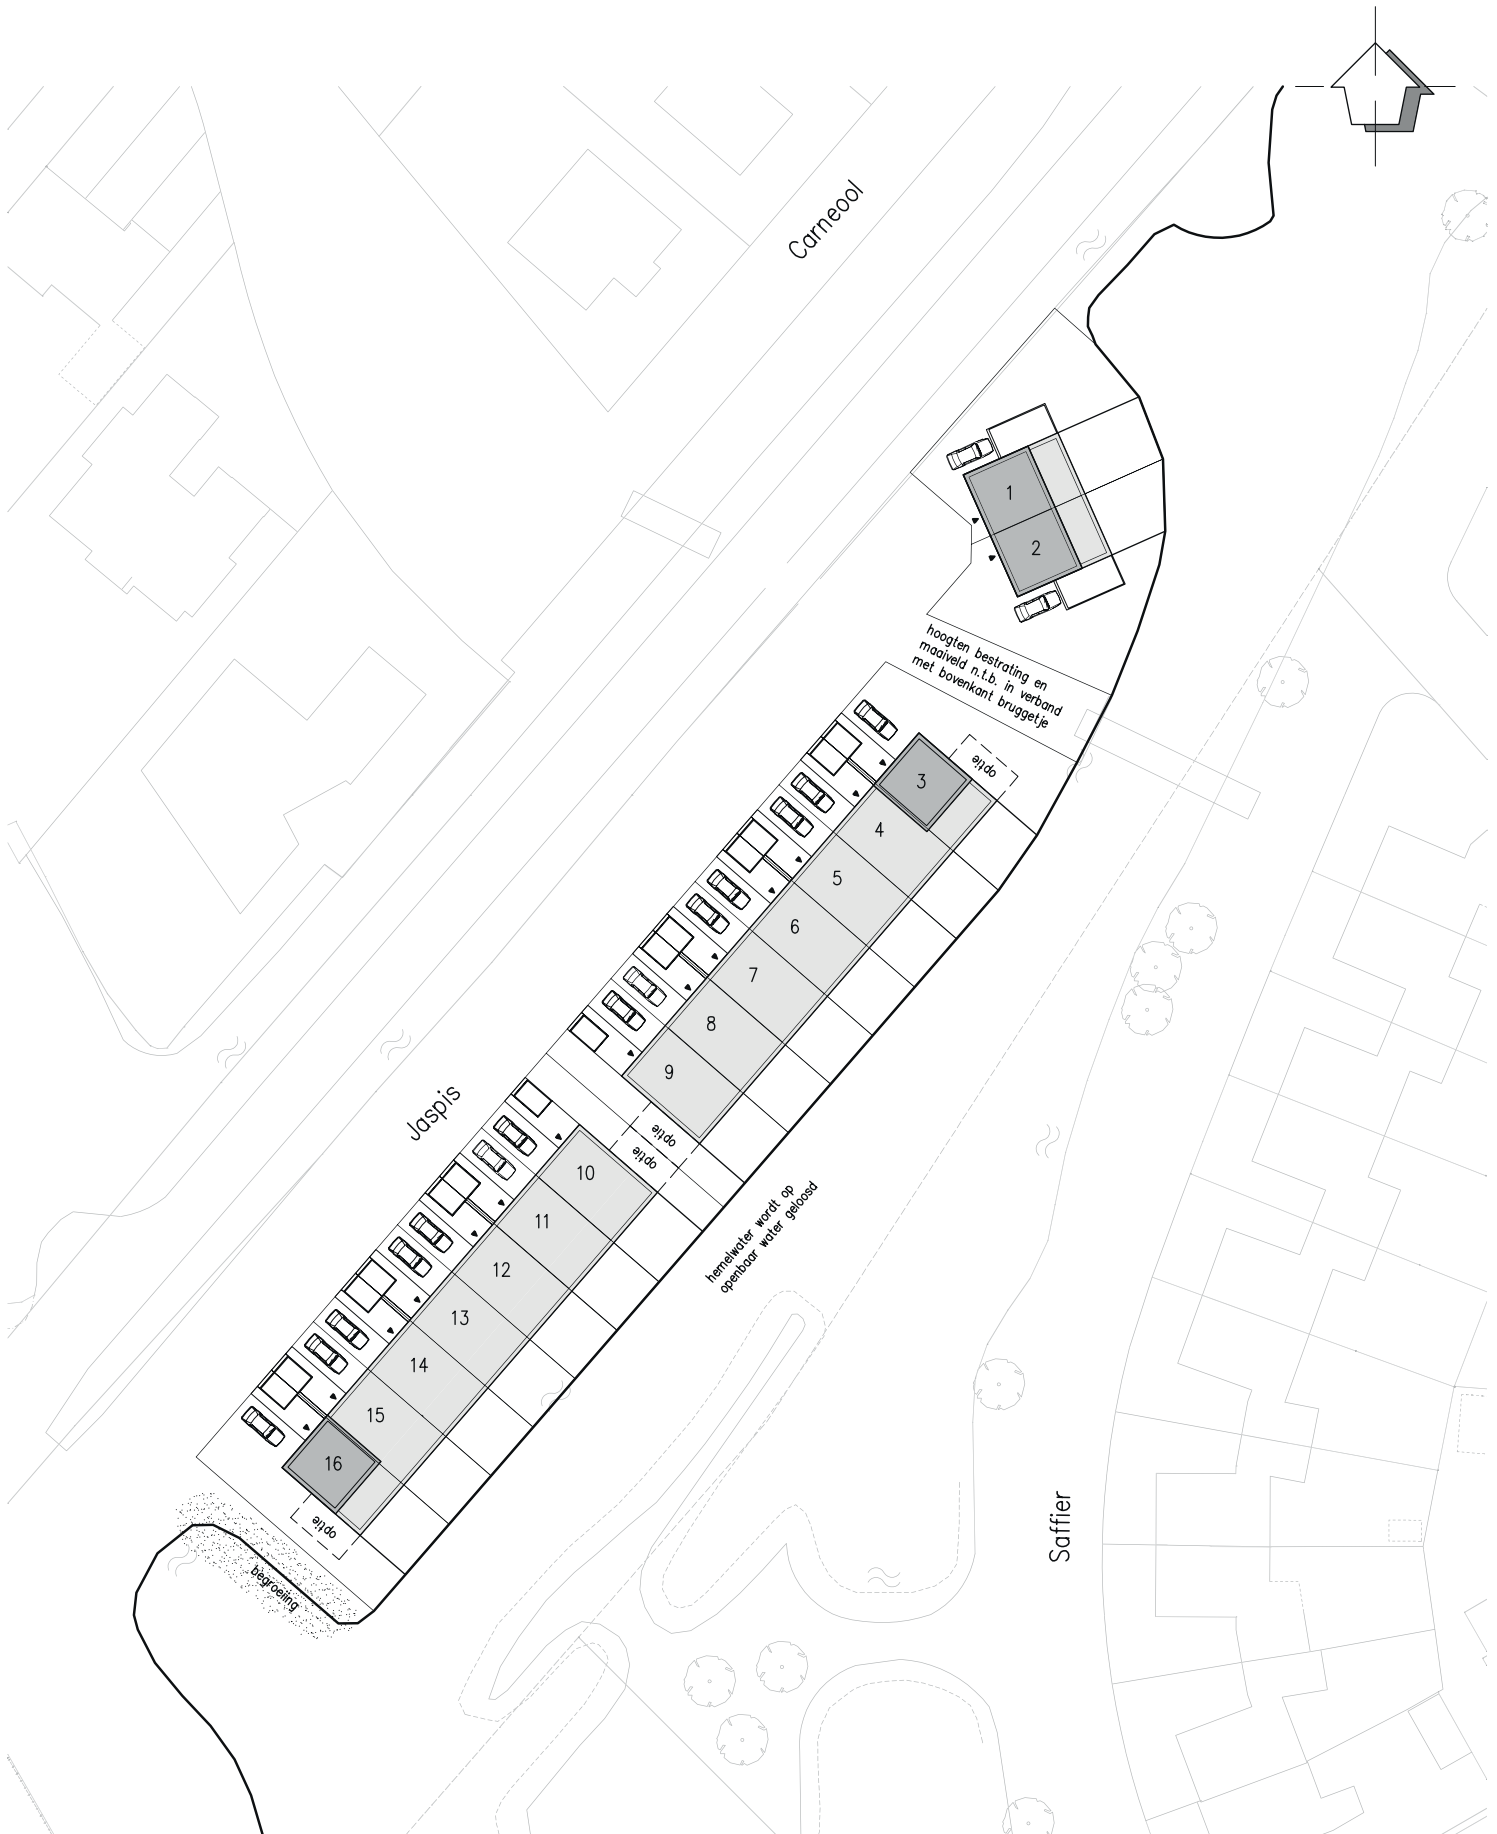 Carneool
1
2
hoogten bestrating en
maaiveld n.t.b. in verband
met bovenkant bruggetje
3
optie
4
5
6
7
8
9
optie
optie
Jaspis
10
11
12
13
14
15
16
optie
hemelwater wordt op
openbaar water geloosd
begroeiing
Saffier